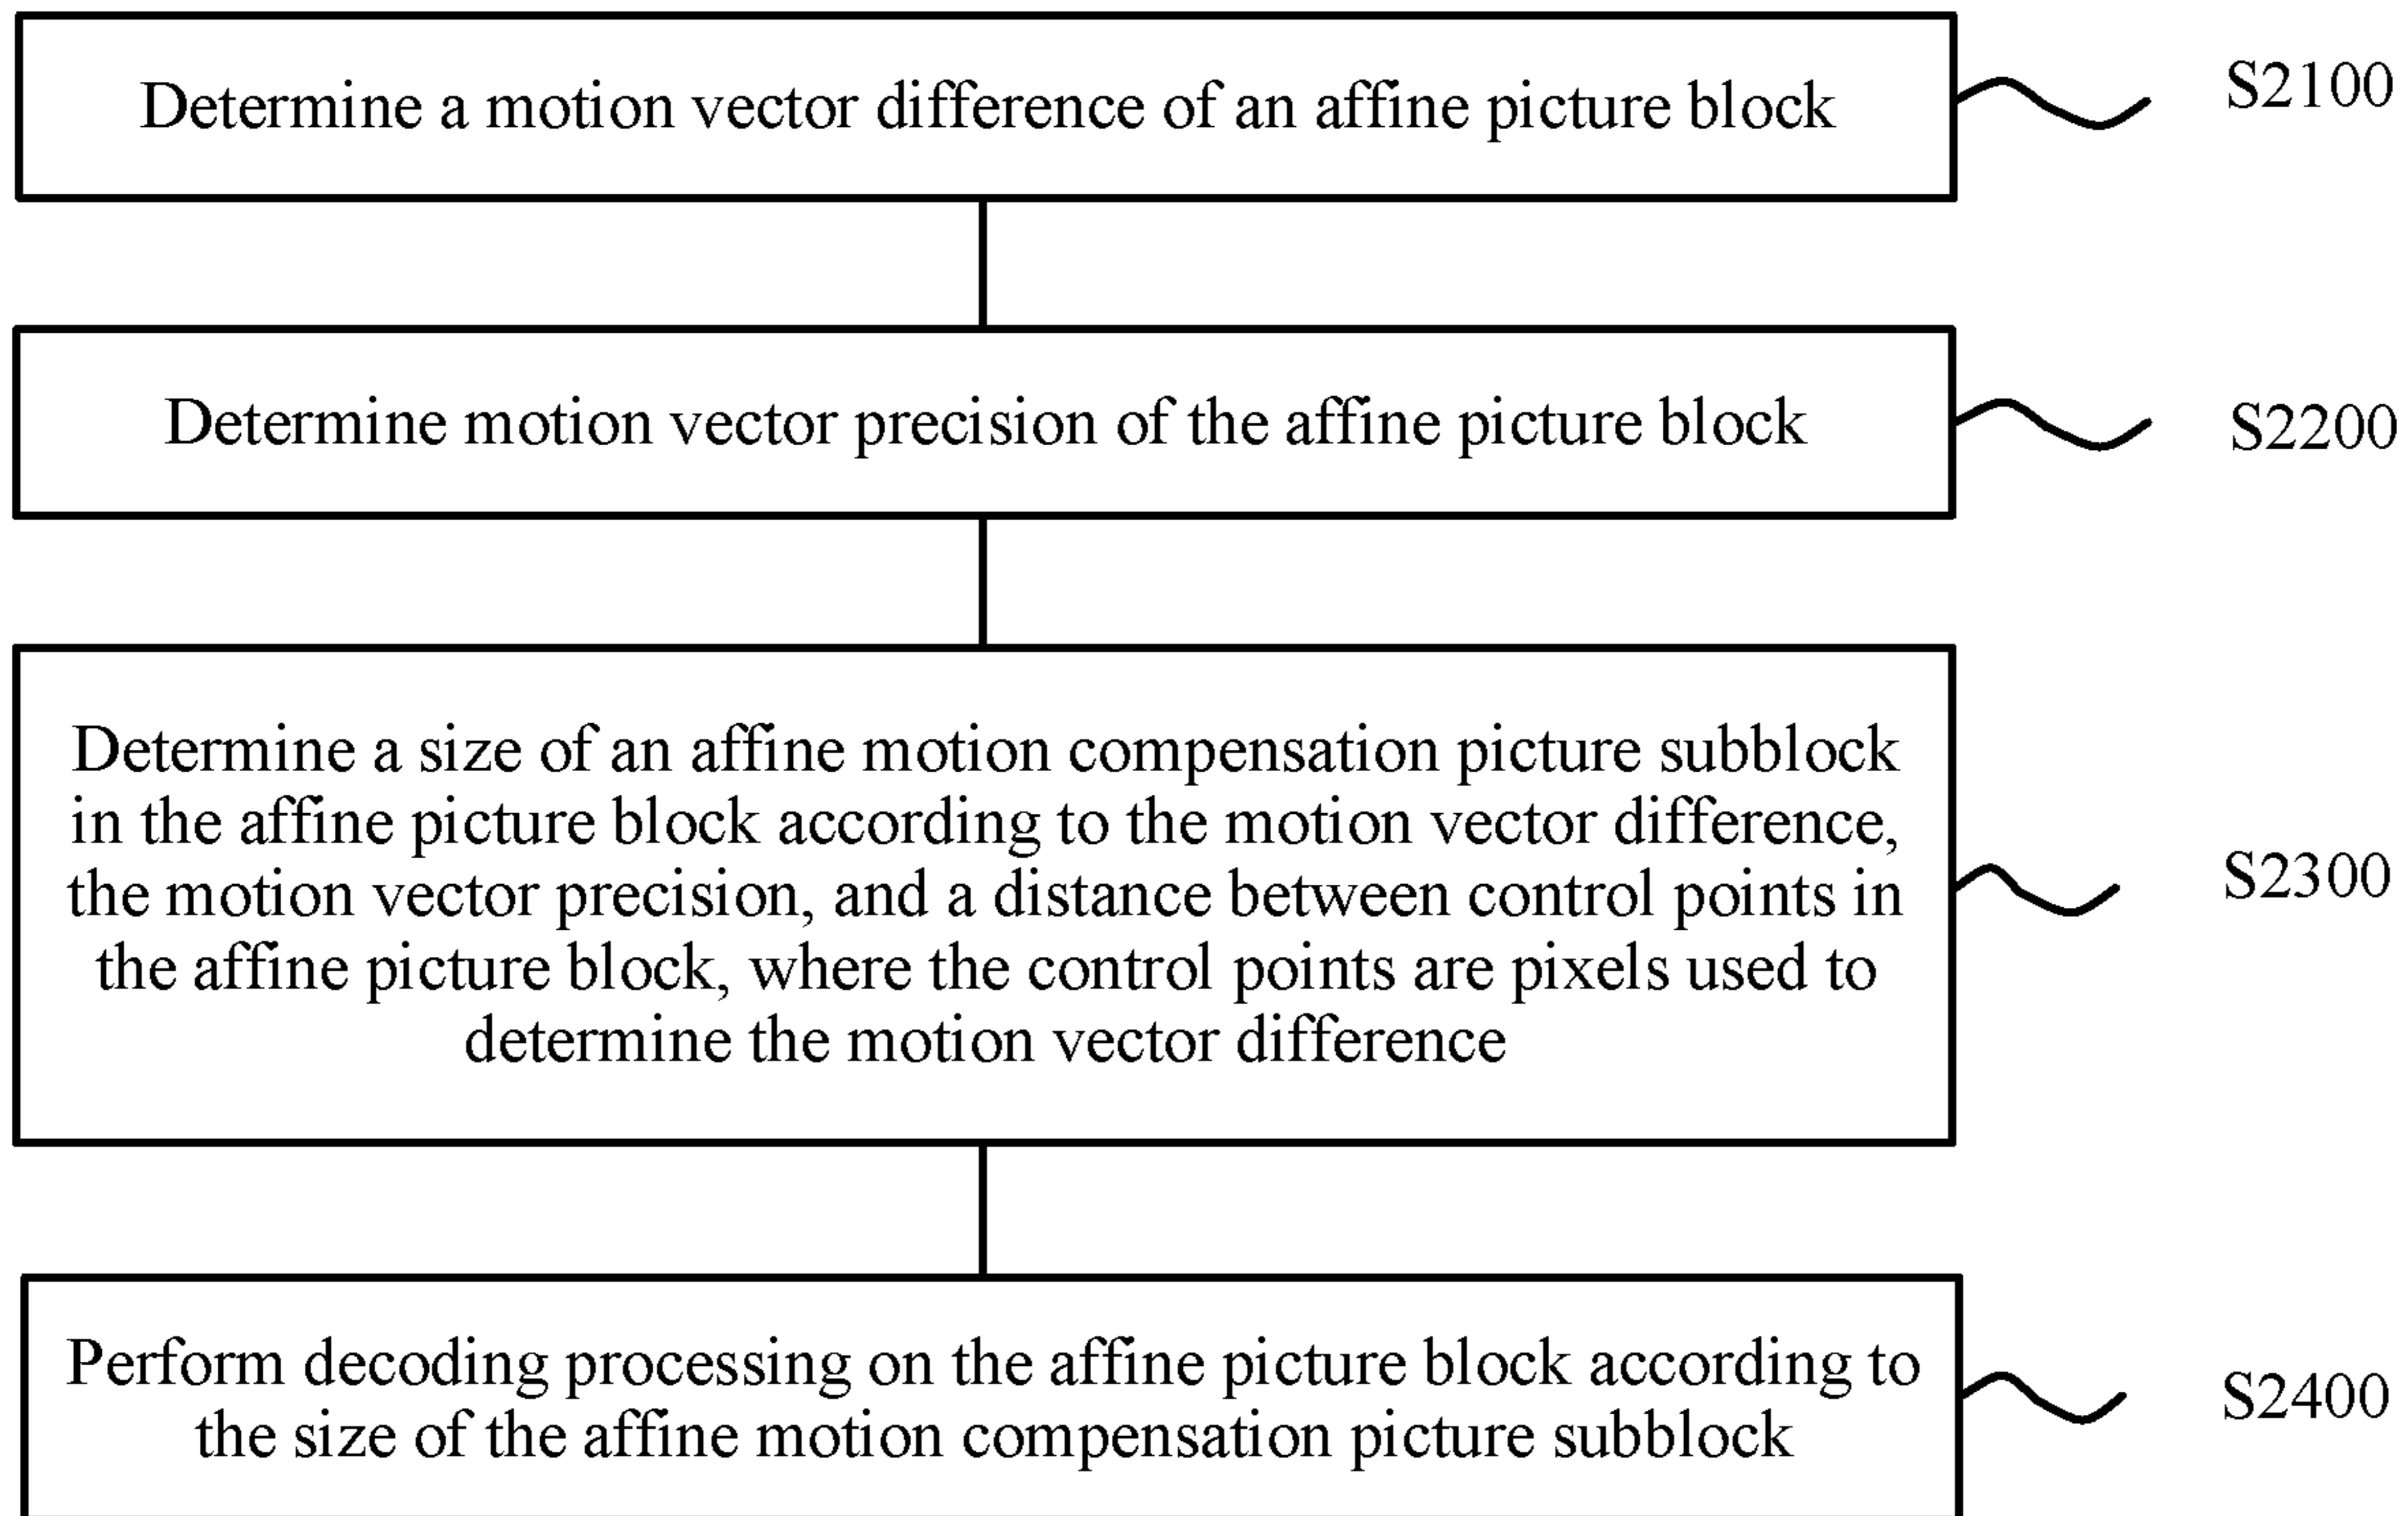 Determine a motion vector difference of an affine picture block
S2100
Determine motion vector precision of the affine picture block
S2200
Determine a size of an affine motion compensation picture subblock
in the affine picture block according to the motion vector difference,
the motion vector precision, and a distance between control points in
the affine picture block, where the control points are pixels used to
determine the motion vector difference
S2300
Perform decoding processing on the affine picture block according to
the size of the affine motion compensation picture subblock
S2400